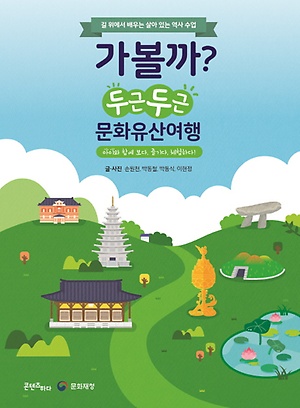 길 위에서 배우는 살아 있는 역사 수업
가볼까?
두근두근
문화유산여행
아이와 함께 보다, 즐기다, 체험하다!
글·사진 손원천, 박동철, 박동식, 이현정
콘텐츠하다
문화재청